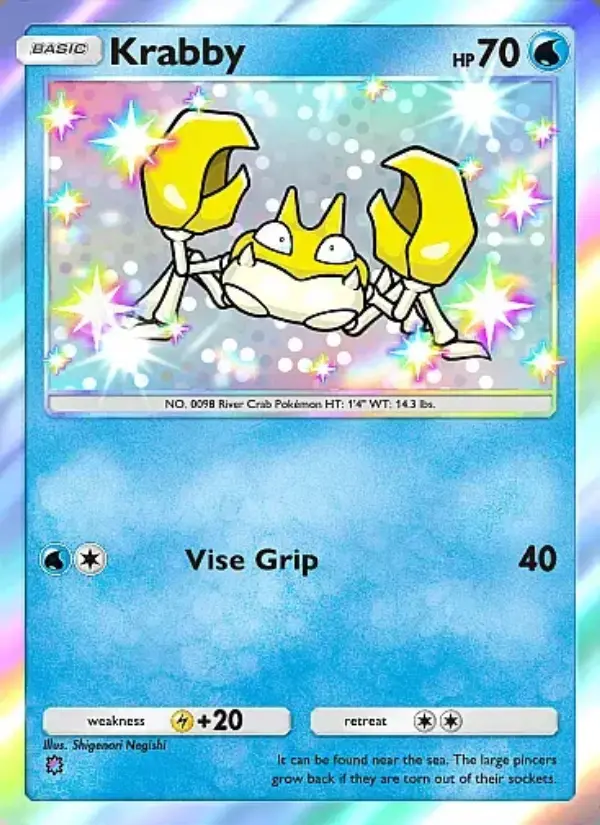 BASIC Krabby HP 70
NO. 0098 River Crab Pokémon HT: 1'4" WT: 14.3 lbs.
Vise Grip 40
weakness +20 retreat
Illus. Shigenori Negishi
It can be found near the sea. The large pincers
grow back if they are torn out of their sockets.